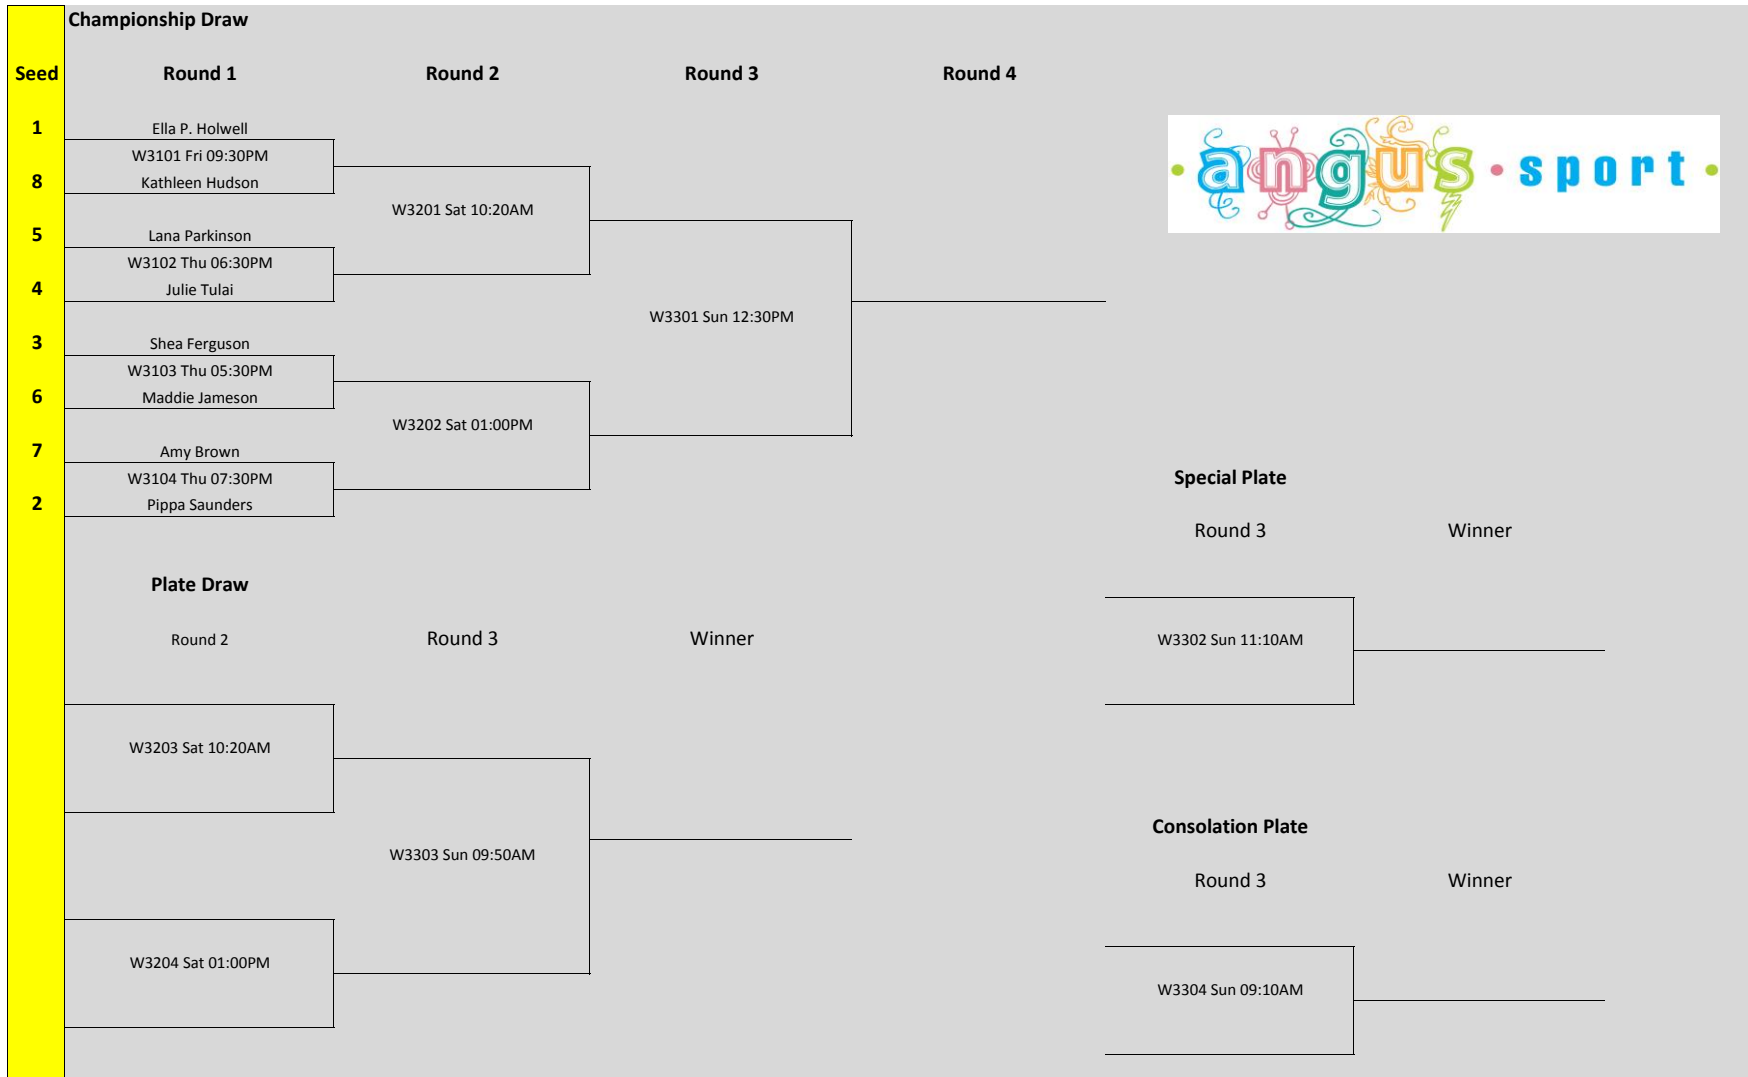 Championship Draw
Seed Round 1 Round 2 Round 3 Round 4
1 Ella P. Holwell
W3101 Fri 09:30PM
8 Kathleen Hudson
W3201 Sat 10:20AM
angus • sport
5 Lana Parkinson
W3102 Thu 06:30PM
4 Julie Tulai
W3301 Sun 12:30PM
3 Shea Ferguson
W3103 Thu 05:30PM
6 Maddie Jameson
W3202 Sat 01:00PM
7 Amy Brown
W3104 Thu 07:30PM
2 Pippa Saunders
Special Plate
Round 3 Winner
W3302 Sun 11:10AM
Plate Draw
Round 2 Round 3 Winner
W3203 Sat 10:20AM
W3303 Sun 09:50AM
W3204 Sat 01:00PM
Consolation Plate
Round 3 Winner
W3304 Sun 09:10AM